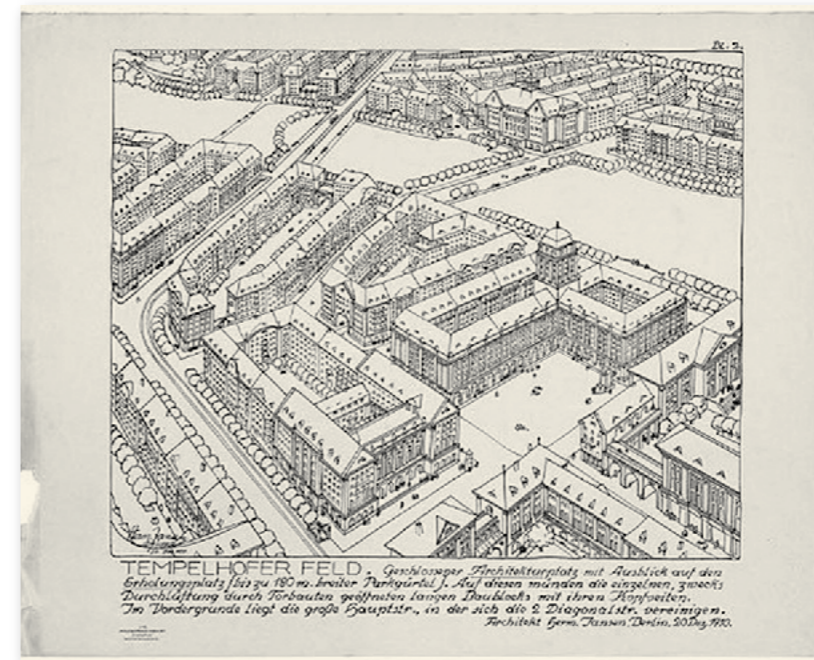 Bl. 2.
TEMPELHOFER FELD. Geschlossener Architekturplatz mit Ausblick auf den
Erholungsplatz (bis zu 180 m. breiter Parkgürtel). Auf diesen münden die einzelnen, zwecks
Durchlüftung durch Torbauten geöffneten langen Baublocks mit ihren Kopfseiten.
Im Vordergrunde liegt die große Hauptstr., in der sich die 2 Diagonalstr. vereinigen.
Architekt Herm. Jansen, Berlin, 20 Dez. 1910.